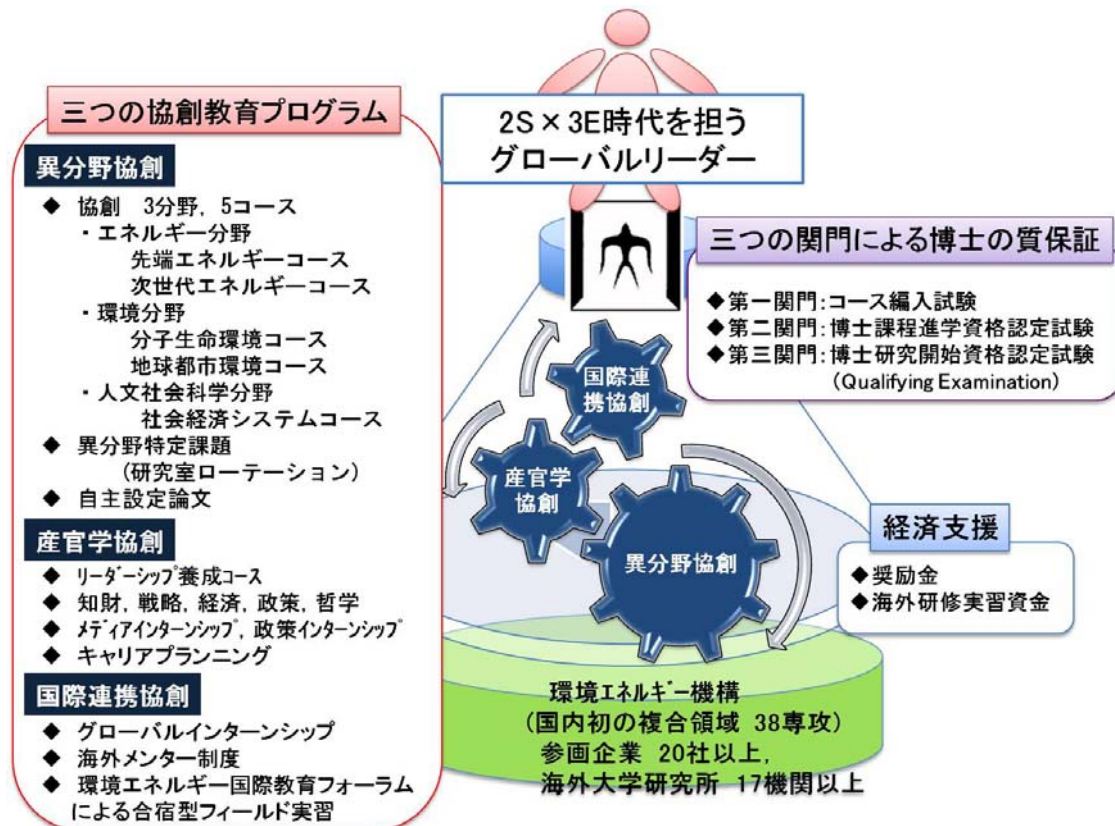 三つの協創教育プログラム
異分野協創
◆ 協創 3分野, 5コース
・エネルギー分野
先端エネルギーコース
次世代エネルギーコース
・環境分野
分子生命環境コース
地球都市環境コース
・人文社会科学分野
社会経済システムコース
◆ 異分野特定課題
(研究室ローテーション)
◆ 自主設定論文
産官学協創
◆ リーダーシップ養成コース
◆ 知財, 戦略, 経済, 政策, 哲学
◆ メディアインターンシップ, 政策インターンシップ
◆ キャリアプランニング
国際連携協創
◆ グローバルインターンシップ
◆ 海外メンター制度
◆ 環境エネルギー国際教育フォーラム
による合宿型フィールド実習
2S×3E時代を担う
グローバルリーダー
国際連
携協創
産官学
協創
異分野協創
三つの関門による博士の質保証
◆第一関門:コース編入試験
◆第二関門:博士課程進学資格認定試験
◆第三関門:博士研究開始資格認定試験
(Qualifying Examination)
経済支援
◆奨励金
◆海外研修実習資金
環境エネルギー機構
(国内初の複合領域 38専攻)
参画企業 20社以上,
海外大学研究所 17機関以上